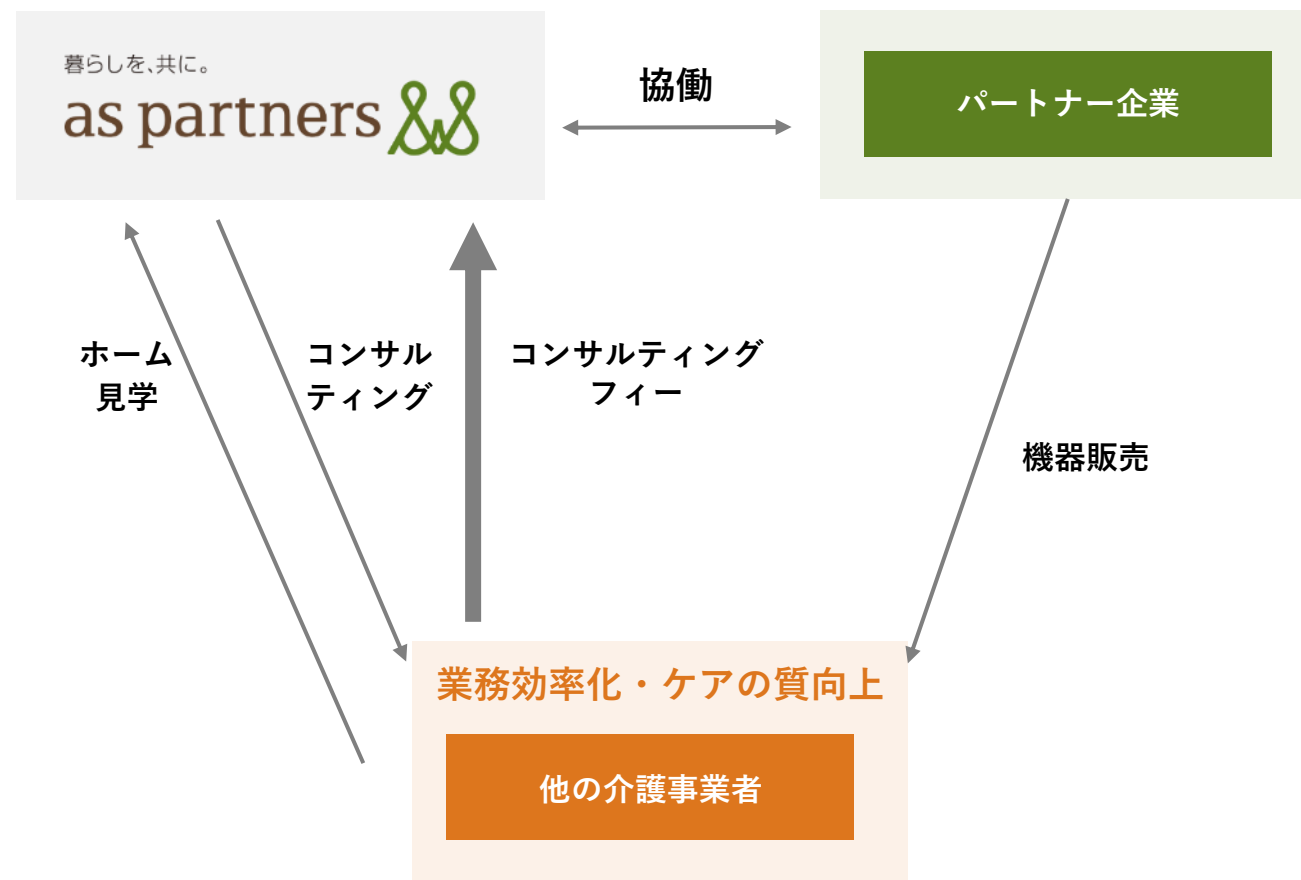 暮らしを、共に。
as partners
協働
パートナー企業
ホーム
見学
コンサル
ティング
コンサルティング
フィー
機器販売
業務効率化・ケアの質向上
他の介護事業者